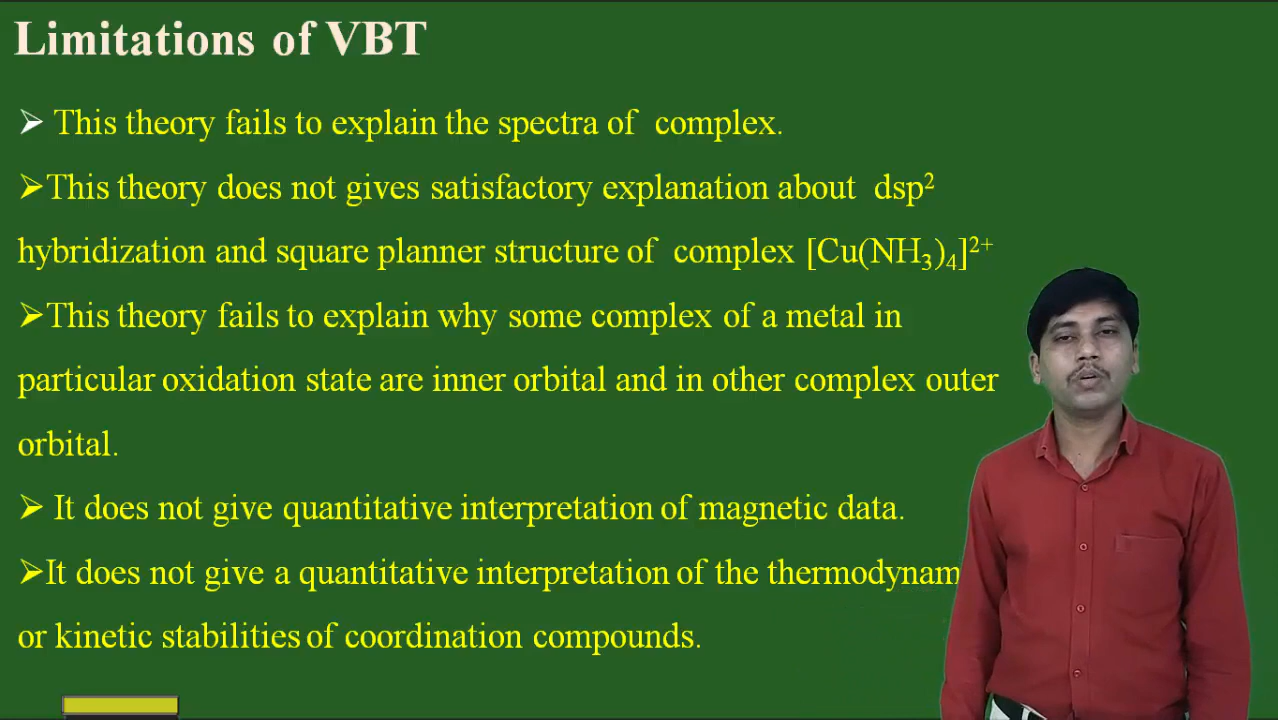 Limitations of VBT
➢ This theory fails to explain the spectra of complex.
➢This theory does not gives satisfactory explanation about dsp²
hybridization and square planner structure of complex [Cu(NH₃)₄]²⁺
➢This theory fails to explain why some complex of a metal in
particular oxidation state are inner orbital and in other complex outer
orbital.
➢ It does not give quantitative interpretation of magnetic data.
➢It does not give a quantitative interpretation of the thermodynam
or kinetic stabilities of coordination compounds.